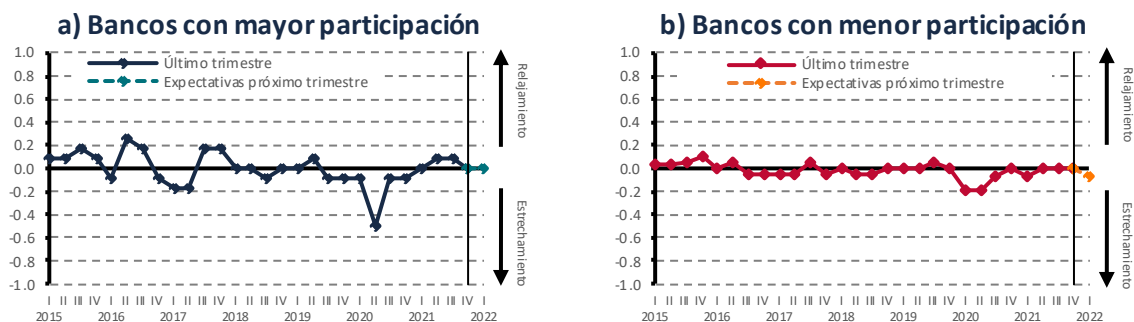 a) Bancos con mayor participación
1.0
0.8
0.6
0.4
0.2
0.0
-0.2
-0.4
-0.6
-0.8
-1.0
Último trimestre
Expectativas próximo trimestre
Relajamiento
Estrechamiento
I II III IV I II III IV I II III IV I II III IV I II III IV I II III IV I II III IV I
2015 2016 2017 2018 2019 2020 2021 2022
b) Bancos con menor participación
1.0
0.8
0.6
0.4
0.2
0.0
-0.2
-0.4
-0.6
-0.8
-1.0
Último trimestre
Expectativas próximo trimestre
Relajamiento
Estrechamiento
I II III IV I II III IV I II III IV I II III IV I II III IV I II III IV I II III IV I
2015 2016 2017 2018 2019 2020 2021 2022